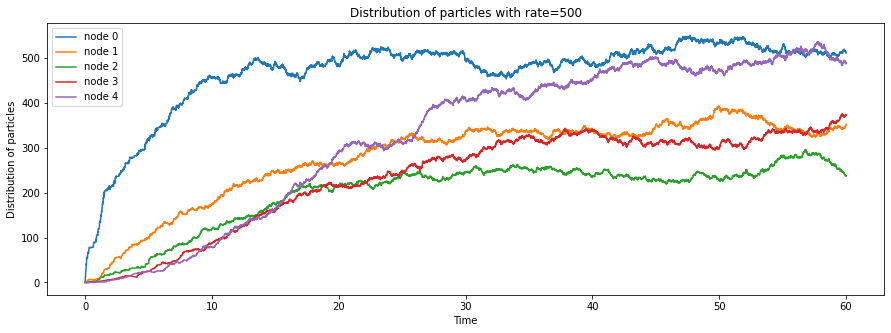 Distribution of particles with rate=500
node 0
node 1
node 2
node 3
node 4
Distribution of particles
500
400
300
200
100
0
0 10 20 30 40 50 60
Time